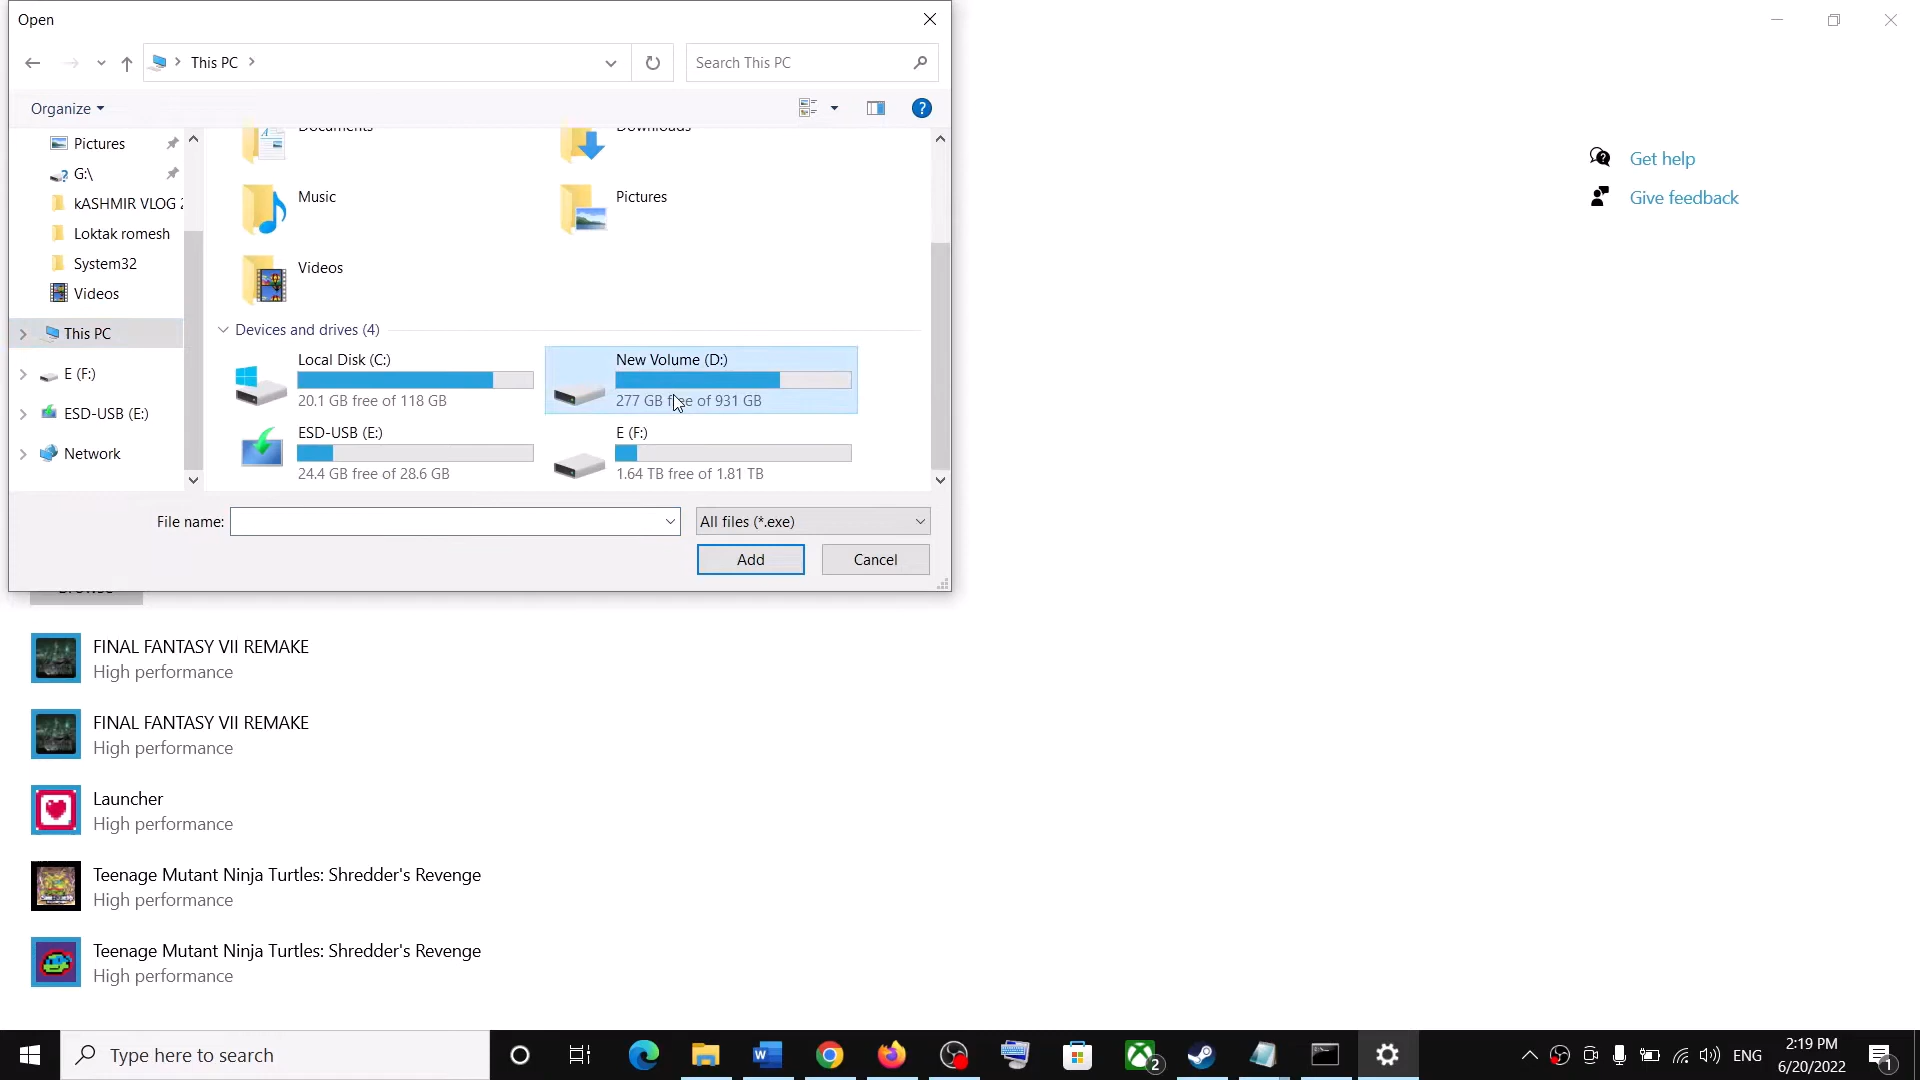 Open
This PC
Search This PC
Organize
Pictures
G:\
kASHMIR VLOG 2
Loktak romesh
System32
Videos
This PC
E (F:)
ESD-USB (E:)
Network
Documents
Downloads
Music
Pictures
Videos
Devices and drives (4)
Local Disk (C:)
20.1 GB free of 118 GB
New Volume (D:)
277 GB free of 931 GB
ESD-USB (E:)
24.4 GB free of 28.6 GB
E (F:)
1.64 TB free of 1.81 TB
File name:
All files (*.exe)
Add
Cancel
Get help
Give feedback
Browse
FINAL FANTASY VII REMAKE
High performance
FINAL FANTASY VII REMAKE
High performance
Launcher
High performance
Teenage Mutant Ninja Turtles: Shredder's Revenge
High performance
Teenage Mutant Ninja Turtles: Shredder's Revenge
High performance
Type here to search
2
ENG
2:19 PM
6/20/2022
1